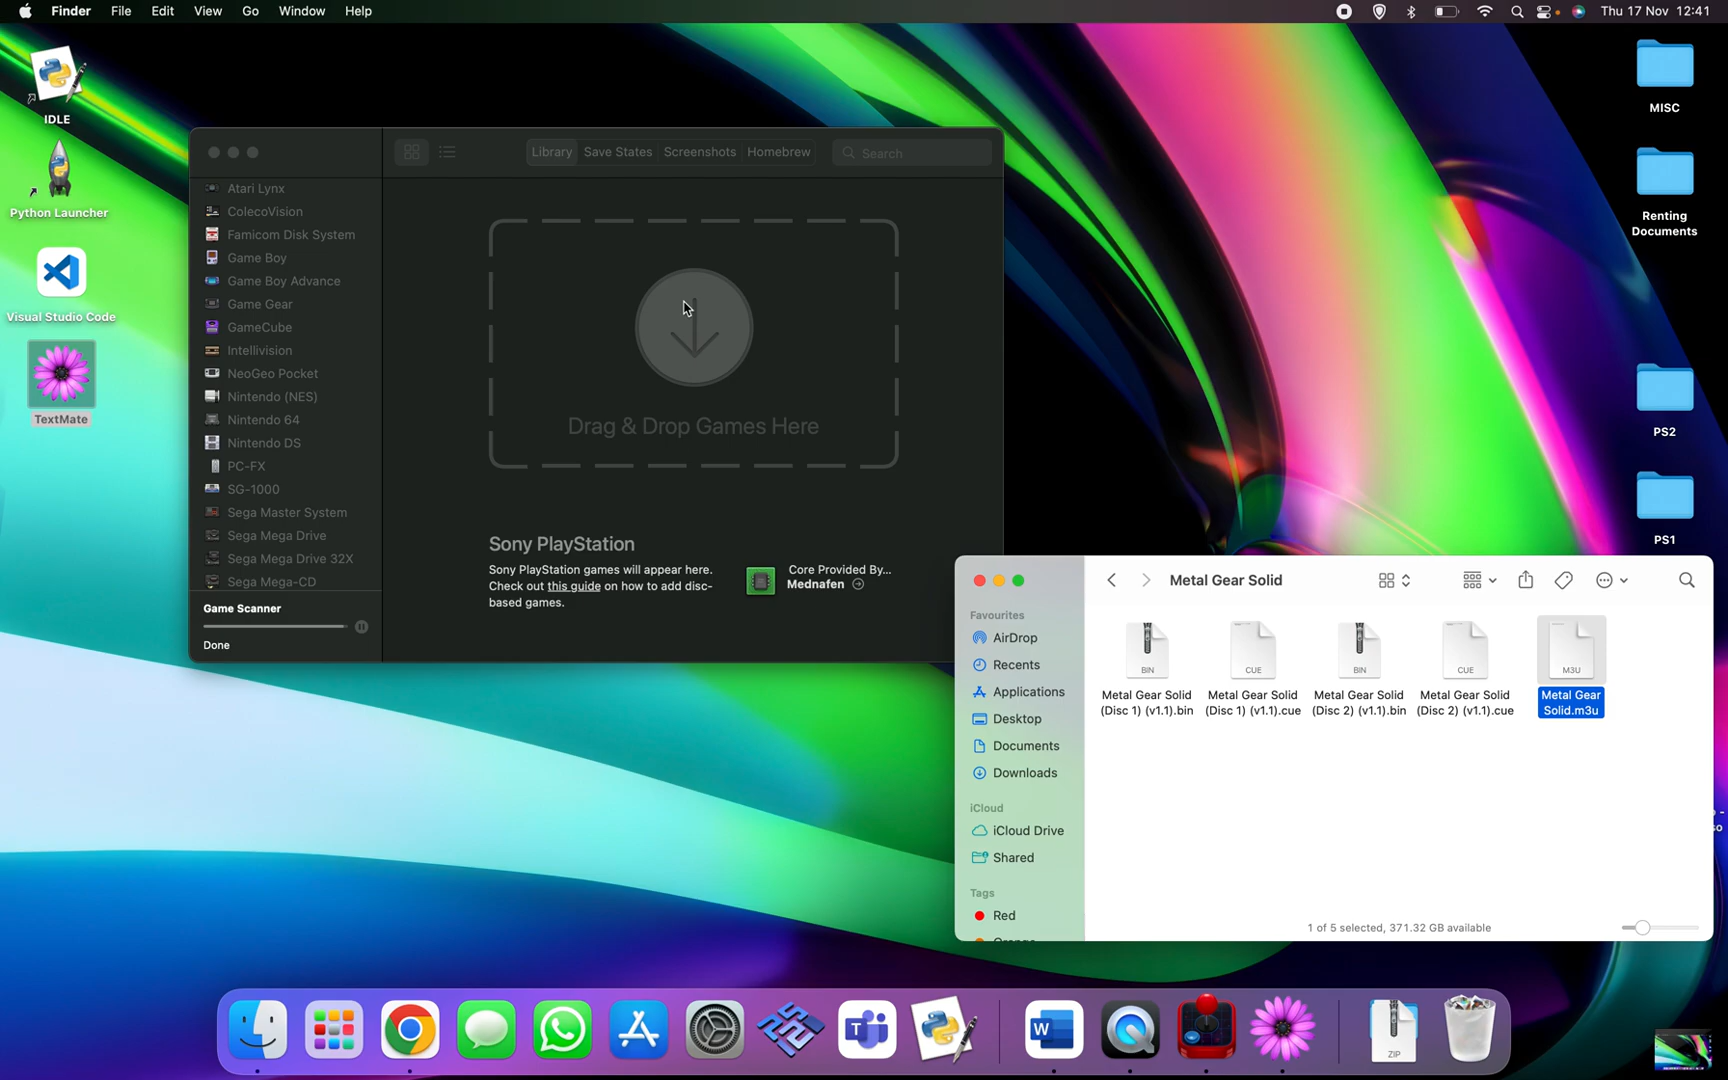 Finder File Edit View Go Window Help
Thu 17 Nov 12:41
IDLE
Python Launcher
Visual Studio Code
TextMate
MISC
Renting
Documents
PS2
PS1
Library Save States Screenshots Homebrew
Search
Atari Lynx
ColecoVision
Famicom Disk System
Game Boy
Game Boy Advance
Game Gear
GameCube
Intellivision
NeoGeo Pocket
Nintendo (NES)
Nintendo 64
Nintendo DS
PC-FX
SG-1000
Sega Master System
Sega Mega Drive
Sega Mega Drive 32X
Sega Mega-CD
Game Scanner
Done
Drag & Drop Games Here
Sony PlayStation
Sony PlayStation games will appear here.
Check out this guide on how to add disc-
based games.
Core Provided By...
Mednafen
Metal Gear Solid
Favourites
AirDrop
Recents
Applications
Desktop
Documents
Downloads
iCloud
iCloud Drive
Shared
Tags
Red
BIN
Metal Gear Solid
(Disc 1) (v1.1).bin
CUE
Metal Gear Solid
(Disc 1) (v1.1).cue
BIN
Metal Gear Solid
(Disc 2) (v1.1).bin
CUE
Metal Gear Solid
(Disc 2) (v1.1).cue
M3U
Metal Gear
Solid.m3u
1 of 5 selected, 371.32 GB available
W
ZIP